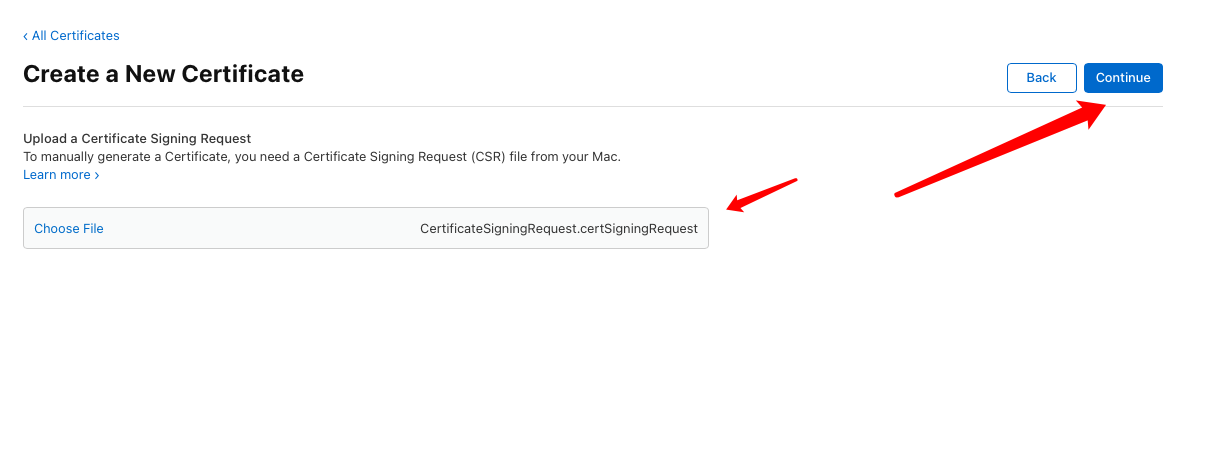 ‹ All Certificates
Create a New Certificate
Back
Continue
Upload a Certificate Signing Request
To manually generate a Certificate, you need a Certificate Signing Request (CSR) file from your Mac.
Learn more ›
Choose File
CertificateSigningRequest.certSigningRequest